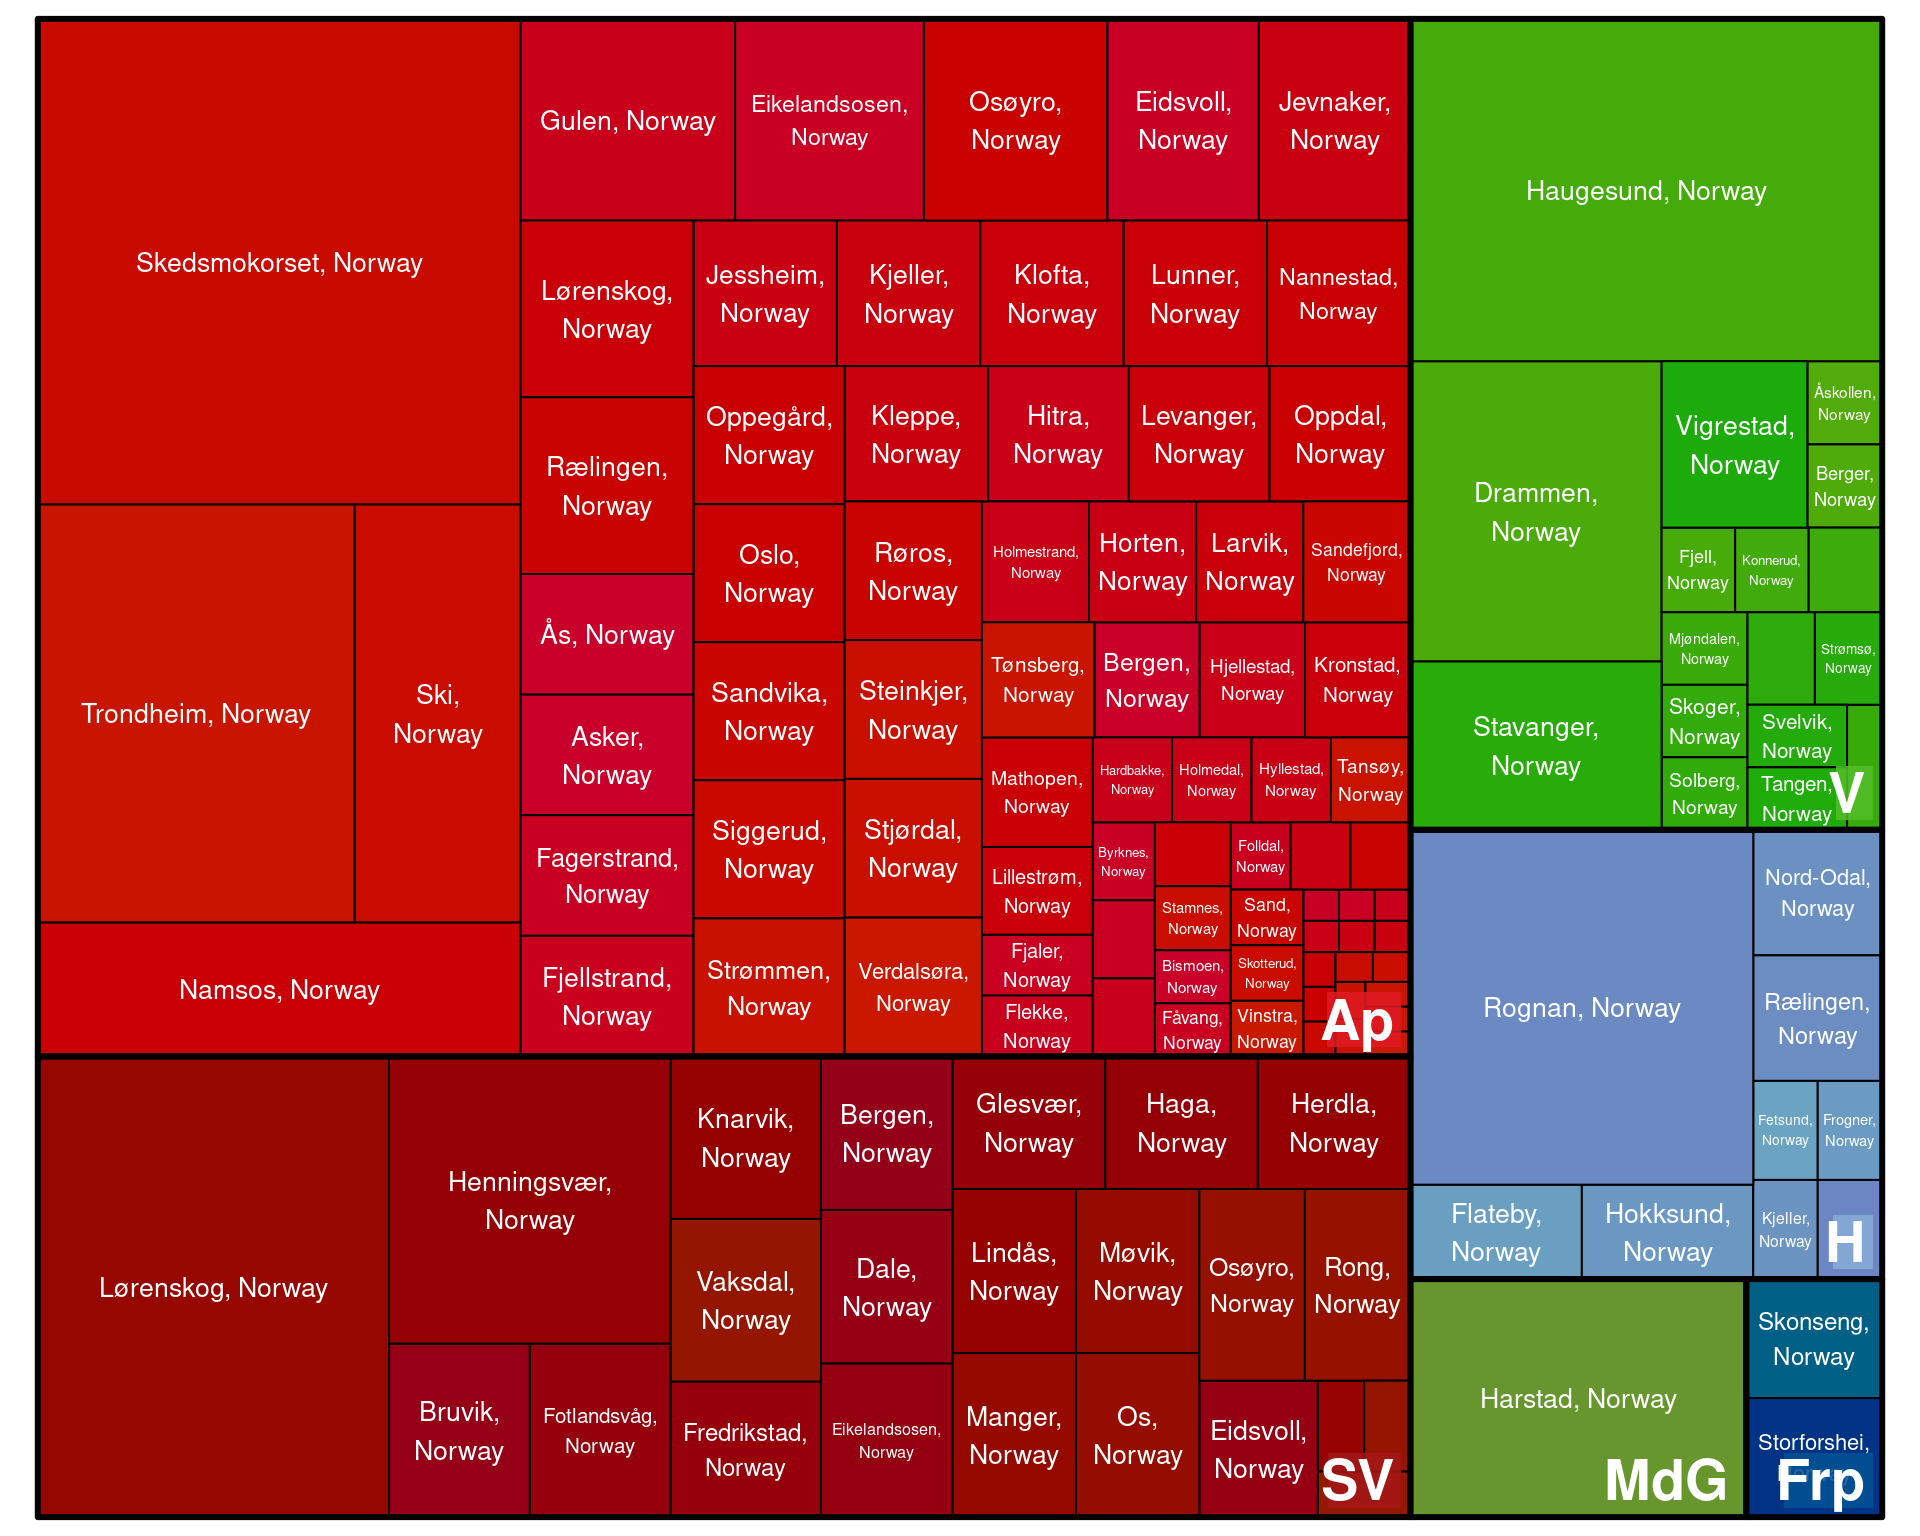 Skedsmokorset, Norway
Trondheim, Norway
Ski,
Norway
Namsos, Norway
Gulen, Norway
Eikelandsosen,
Norway
Osøyro,
Norway
Eidsvoll,
Norway
Jevnaker,
Norway
Lørenskog,
Norway
Rælingen,
Norway
Ås, Norway
Asker,
Norway
Fagerstrand,
Norway
Fjellstrand,
Norway
Jessheim,
Norway
Kjeller,
Norway
Klofta,
Norway
Lunner,
Norway
Nannestad,
Norway
Oppegård,
Norway
Oslo,
Norway
Sandvika,
Norway
Siggerud,
Norway
Strømmen,
Norway
Kleppe,
Norway
Hitra,
Norway
Levanger,
Norway
Oppdal,
Norway
Røros,
Norway
Steinkjer,
Norway
Stjørdal,
Norway
Verdalsøra,
Norway
Holmestrand,
Norway
Horten,
Norway
Larvik,
Norway
Sandefjord,
Norway
Tønsberg,
Norway
Bergen,
Norway
Hjellestad,
Norway
Kronstad,
Norway
Mathopen,
Norway
Lillestrøm,
Norway
Fjaler,
Norway
Flekke,
Norway
Hardbakke,
Norway
Holmedal,
Norway
Hyllestad,
Norway
Tansøy,
Norway
Byrknes,
Norway
Folldal,
Norway
Stamnes,
Norway
Bismoen,
Norway
Fåvang,
Norway
Sand,
Norway
Skotterud,
Norway
Vinstra,
Norway
Ap
Lørenskog, Norway
Henningsvær,
Norway
Bruvik,
Norway
Fotlandsvåg,
Norway
Knarvik,
Norway
Vaksdal,
Norway
Fredrikstad,
Norway
Bergen,
Norway
Dale,
Norway
Eikelandsosen,
Norway
Glesvær,
Norway
Haga,
Norway
Herdla,
Norway
Lindås,
Norway
Møvik,
Norway
Osøyro,
Norway
Rong,
Norway
Manger,
Norway
Os,
Norway
Eidsvoll,
Norway
SV
Haugesund, Norway
Drammen,
Norway
Stavanger,
Norway
Vigrestad,
Norway
Åskollen,
Norway
Berger,
Norway
Fjell,
Norway
Konnerud,
Norway
Mjøndalen,
Norway
Strømsø,
Norway
Skoger,
Norway
Solberg,
Norway
Svelvik,
Norway
Tangen,
Norway
V
Rognan, Norway
Nord-Odal,
Norway
Rælingen,
Norway
Fetsund,
Norway
Frogner,
Norway
Flateby,
Norway
Hokksund,
Norway
Kjeller,
Norway
H
Harstad, Norway
MdG
Skonseng,
Norway
Storforshei,
Frp